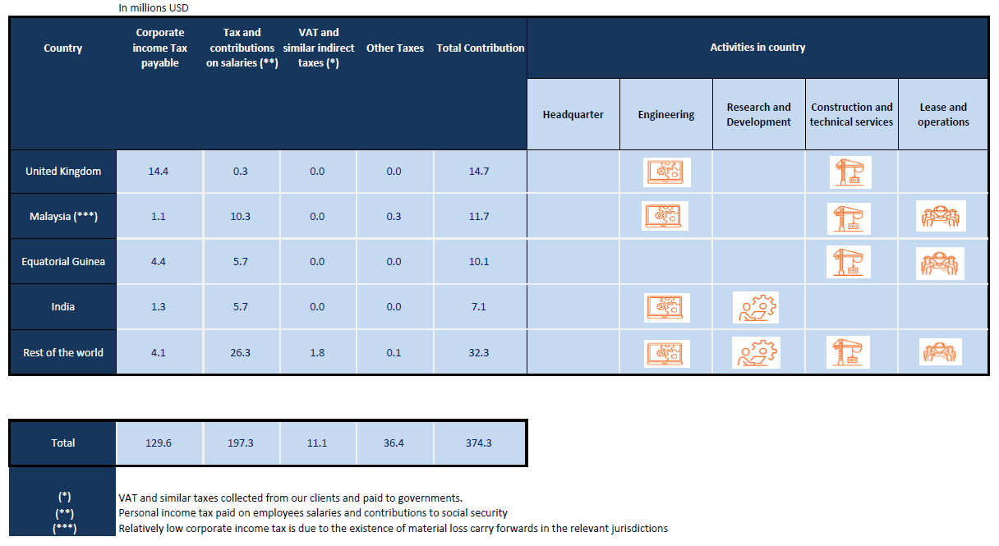 In millions USD
Country
Corporate
income Tax
payable
Tax and
contributions
on salaries (**)
VAT and
similar indirect
taxes (*)
Other Taxes
Total Contribution
Activities in country
Headquarter
Engineering
Research and
Development
Construction and
technical services
Lease and
operations
United Kingdom 14.4 0.3 0.0 0.0 14.7
Malaysia (***) 1.1 10.3 0.0 0.3 11.7
Equatorial Guinea 4.4 5.7 0.0 0.0 10.1
India 1.3 5.7 0.0 0.0 7.1
Rest of the world 4.1 26.3 1.8 0.1 32.3
Total 129.6 197.3 11.1 36.4 374.3
(*) VAT and similar taxes collected from our clients and paid to governments.
(**) Personal income tax paid on employees salaries and contributions to social security
(***) Relatively low corporate income tax is due to the existence of material loss carry forwards in the relevant jurisdictions